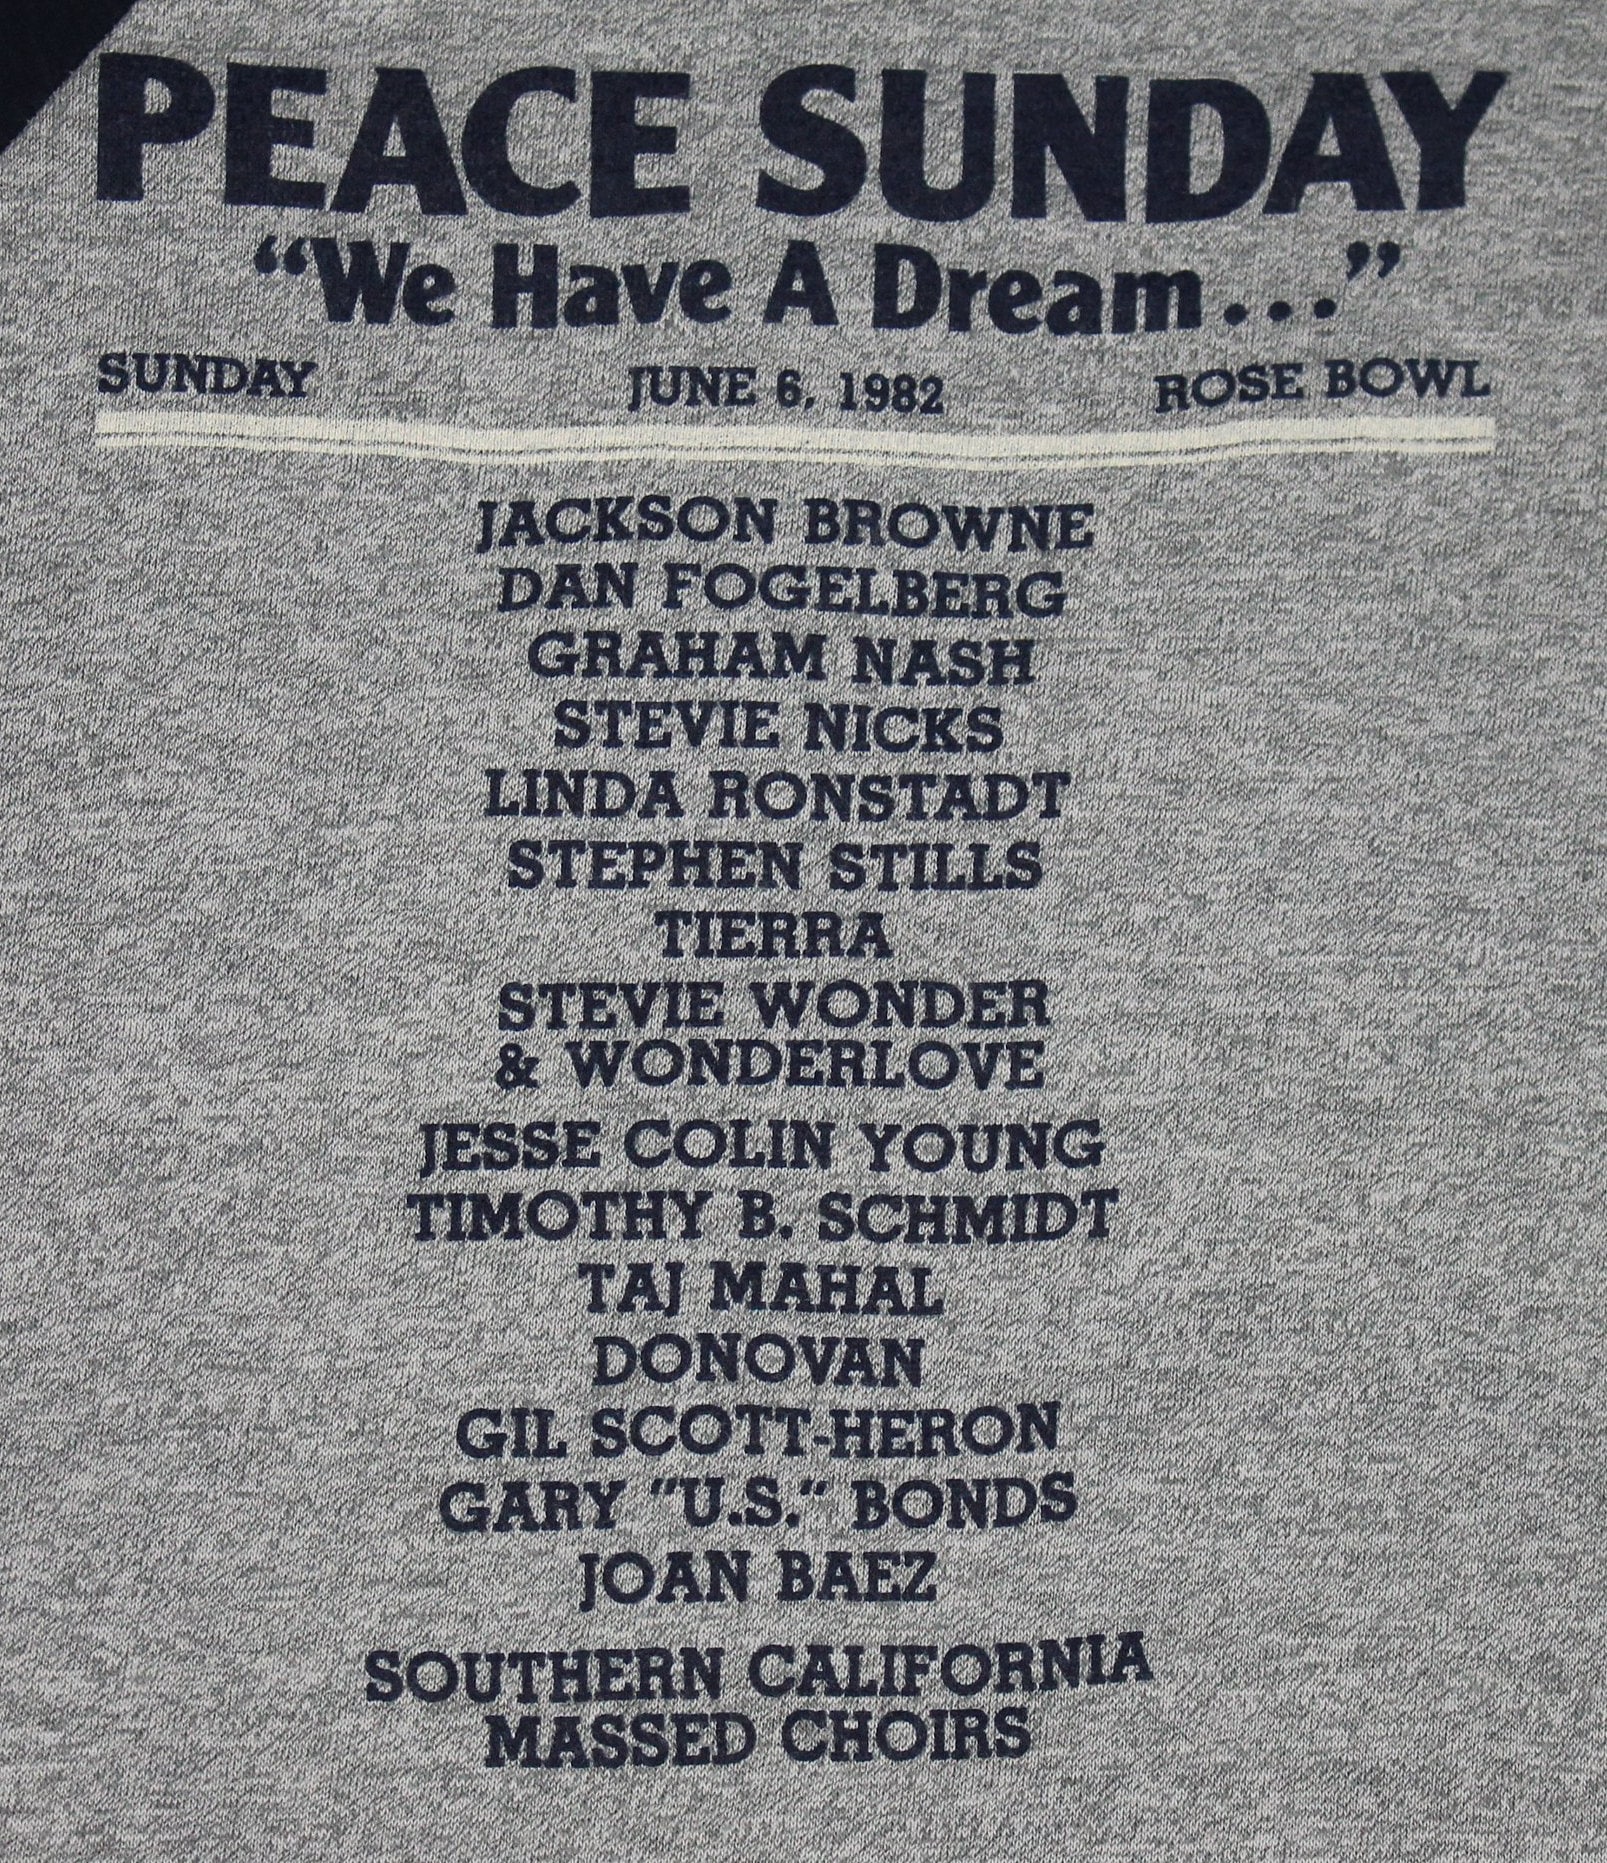 PEACE SUNDAY
“We Have A Dream...”
SUNDAY JUNE 6, 1982 ROSE BOWL
JACKSON BROWNE
DAN FOGELBERG
GRAHAM NASH
STEVIE NICKS
LINDA RONSTADT
STEPHEN STILLS
TIERRA
STEVIE WONDER
& WONDERLOVE
JESSE COLIN YOUNG
TIMOTHY B. SCHMIDT
TAJ MAHAL
DONOVAN
GIL SCOTT-HERON
GARY "U.S." BONDS
JOAN BAEZ
SOUTHERN CALIFORNIA
MASSED CHOIRS